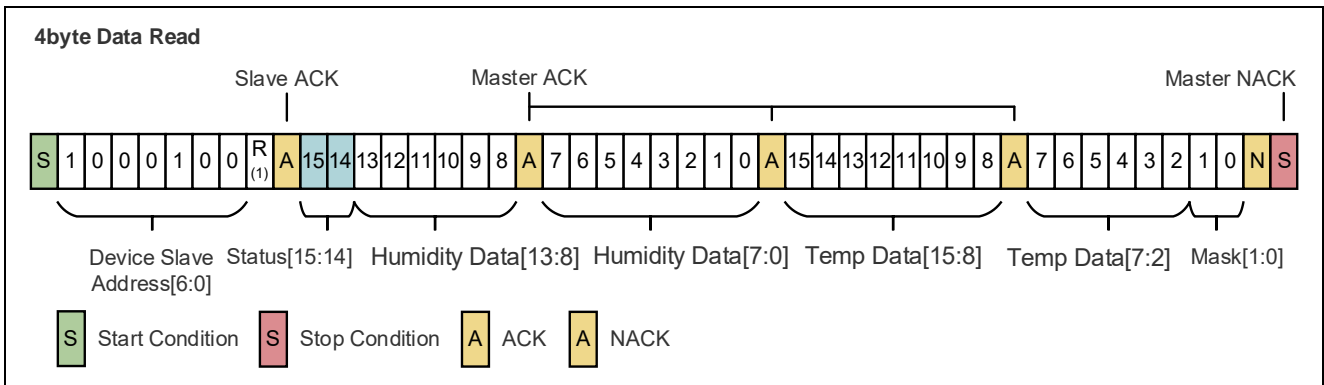 4byte Data Read
Slave ACK Master ACK Master NACK
S 1 0 0 0 1 0 0 R (1) A 15 14 13 12 11 10 9 8 A 7 6 5 4 3 2 1 0 A 15 14 13 12 11 10 9 8 A 7 6 5 4 3 2 1 0 N S
Device Slave Address[6:0] Status[15:14] Humidity Data[13:8] Humidity Data[7:0] Temp Data[15:8] Temp Data[7:2] Mask[1:0]
S Start Condition S Stop Condition A ACK A NACK